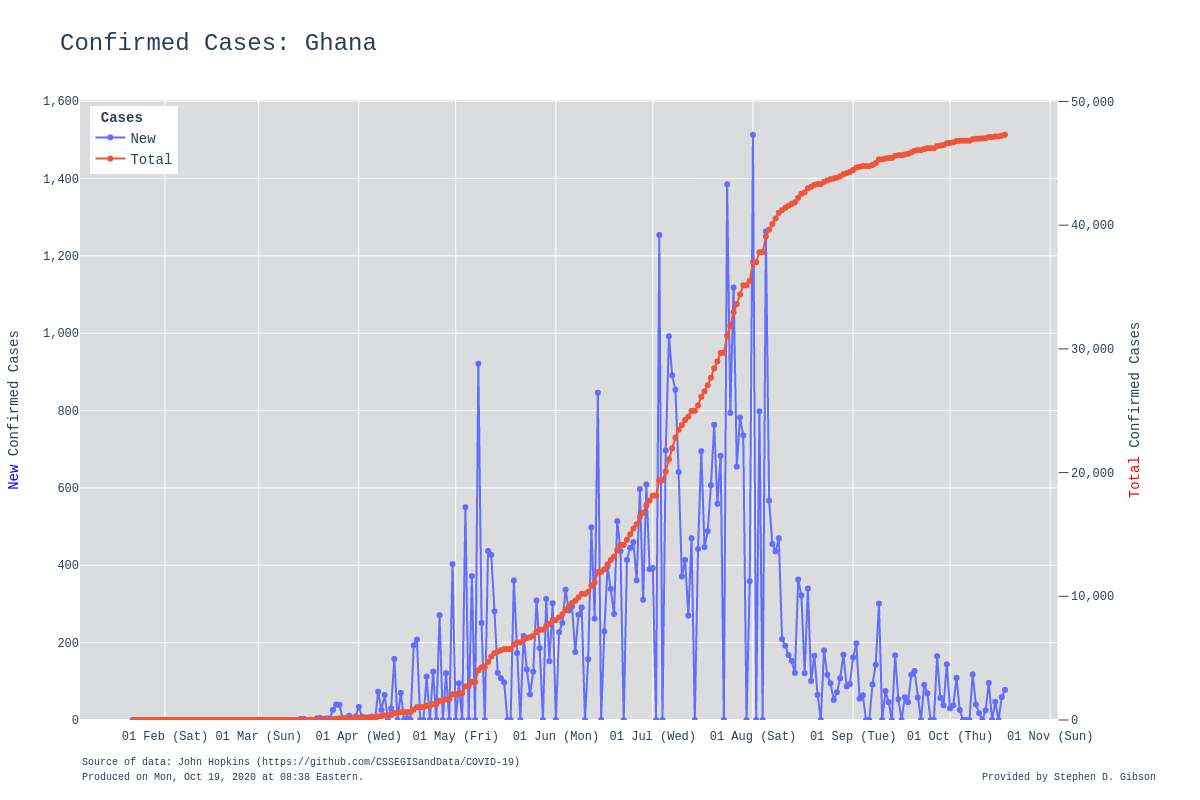 Confirmed Cases: Ghana
Cases
New
Total
1,600
1,400
1,200
1,000
800
600
400
200
0
50,000
40,000
30,000
20,000
10,000
0
New Confirmed Cases
Total Confirmed Cases
01 Feb (Sat) 01 Mar (Sun) 01 Apr (Wed) 01 May (Fri) 01 Jun (Mon) 01 Jul (Wed) 01 Aug (Sat) 01 Sep (Tue) 01 Oct (Thu) 01 Nov (Sun)
Source of data: John Hopkins (https://github.com/CSSEGISandData/COVID-19)
Produced on Mon, Oct 19, 2020 at 08:38 Eastern.
Provided by Stephen D. Gibson